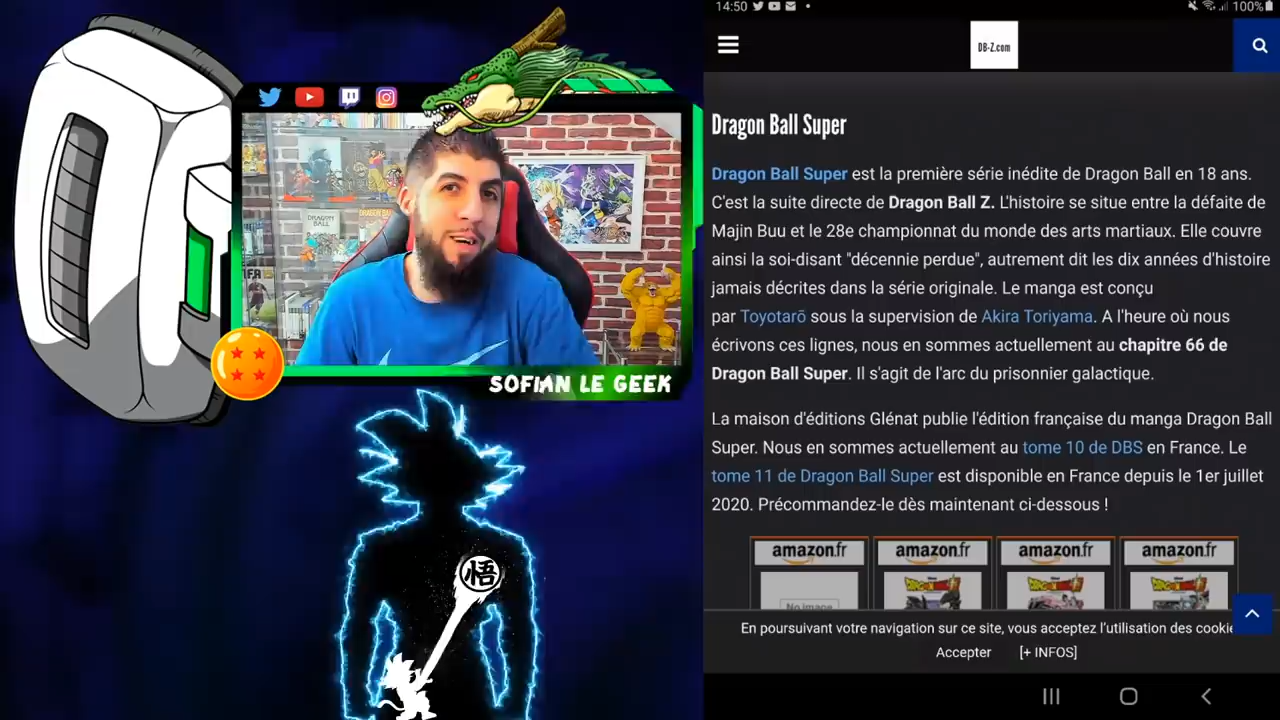 14:50
100%
DB-Z.com
DRAGON BALL
SOFIAN LE GEEK
悟
Dragon Ball Super
Dragon Ball Super est la première série inédite de Dragon Ball en 18 ans.
C'est la suite directe de Dragon Ball Z. L'histoire se situe entre la défaite de
Majin Buu et le 28e championnat du monde des arts martiaux. Elle couvre
ainsi la soi-disant "décennie perdue", autrement dit les dix années d'histoire
jamais décrites dans la série originale. Le manga est conçu
par Toyotarō sous la supervision de Akira Toriyama. A l'heure où nous
écrivons ces lignes, nous en sommes actuellement au chapitre 66 de
Dragon Ball Super. Il s'agit de l'arc du prisonnier galactique.
La maison d'éditions Glénat publie l'édition française du manga Dragon Ball
Super. Nous en sommes actuellement au tome 10 de DBS en France. Le
tome 11 de Dragon Ball Super est disponible en France depuis le 1er juillet
2020. Précommandez-le dès maintenant ci-dessous !
amazon.fr amazon.fr amazon.fr amazon.fr
No image
En poursuivant votre navigation sur ce site, vous acceptez l'utilisation des cookie
Accepter [+ INFOS]